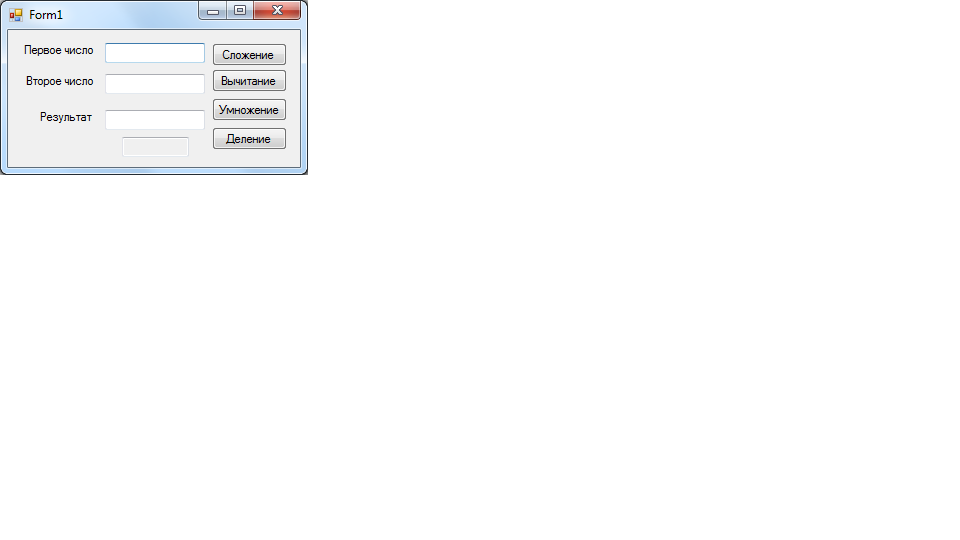 Form1
Первое число
Сложение
Второе число
Вычитание
Результат
Умножение
Деление